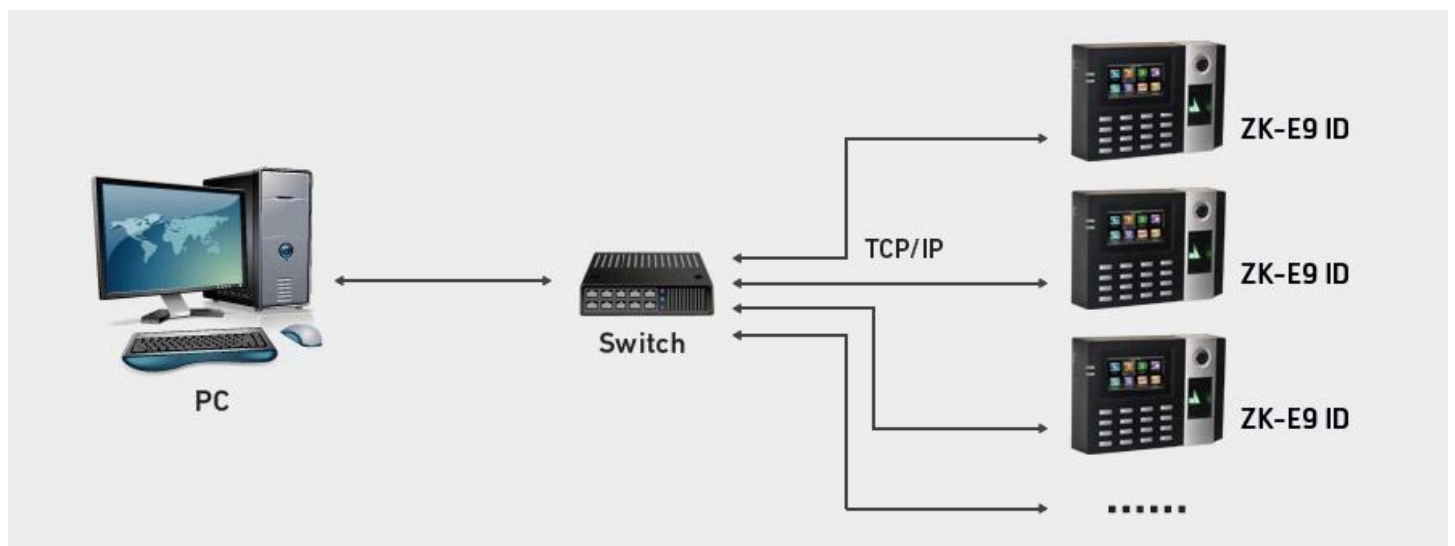 ZK-E9 ID
TCP/IP
ZK-E9 ID
Switch
PC
ZK-E9 ID
......